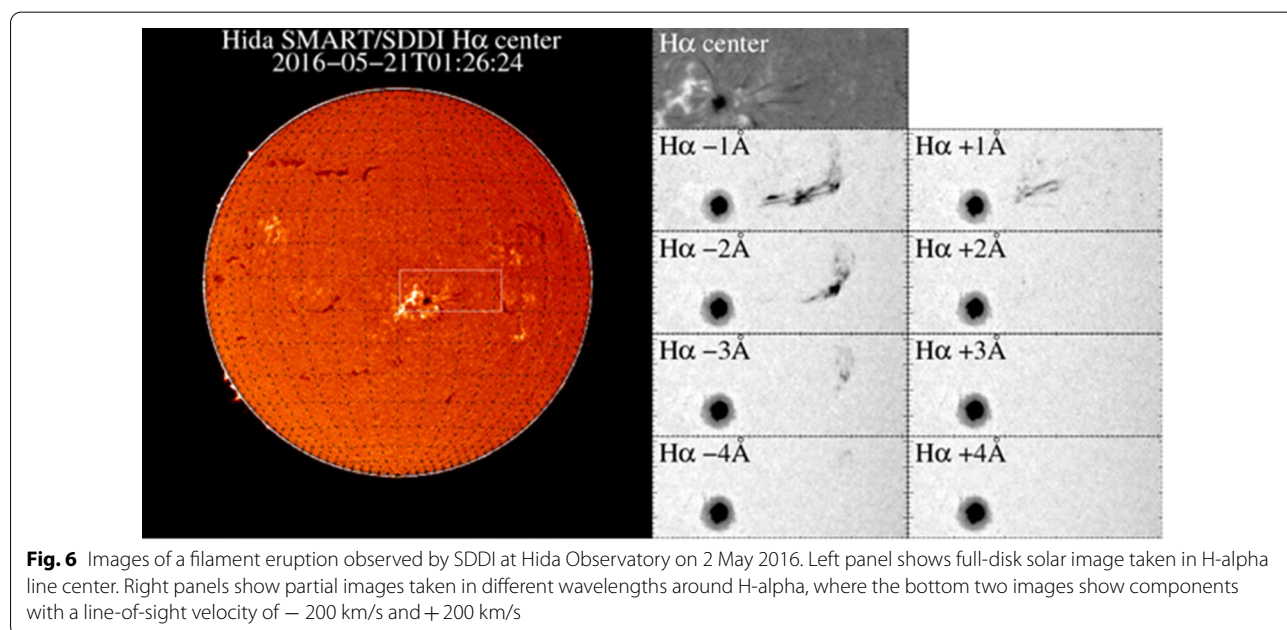 Hida SMART/SDDI Hα center
2016−05−21T01:26:24
Hα center
Hα −1Å
Hα +1Å
Hα −2Å
Hα +2Å
Hα −3Å
Hα +3Å
Hα −4Å
Hα +4Å
Fig. 6 Images of a filament eruption observed by SDDI at Hida Observatory on 2 May 2016. Left panel shows full-disk solar image taken in H-alpha
line center. Right panels show partial images taken in different wavelengths around H-alpha, where the bottom two images show components
with a line-of-sight velocity of − 200 km/s and + 200 km/s